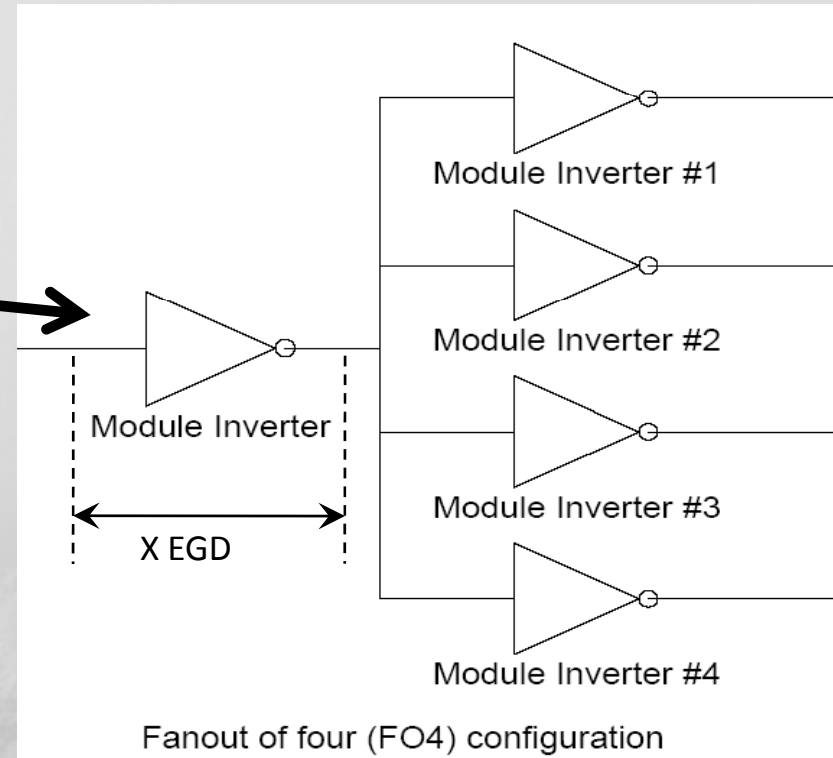 Module Inverter #1
Module Inverter #2
Module Inverter
Module Inverter #3
X EGD
Module Inverter #4
Fanout of four (FO4) configuration